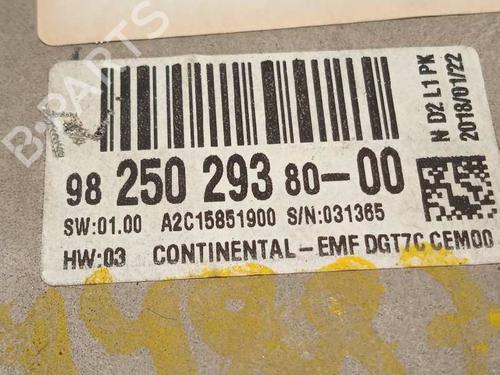 N D2 L1 PK
2018/01/22
98 250 293 80-00
SW:01.00 A2C15851900 S/N:031365
HW:03 CONTINENTAL-EMF DGT7C CEM00
B-PARTS